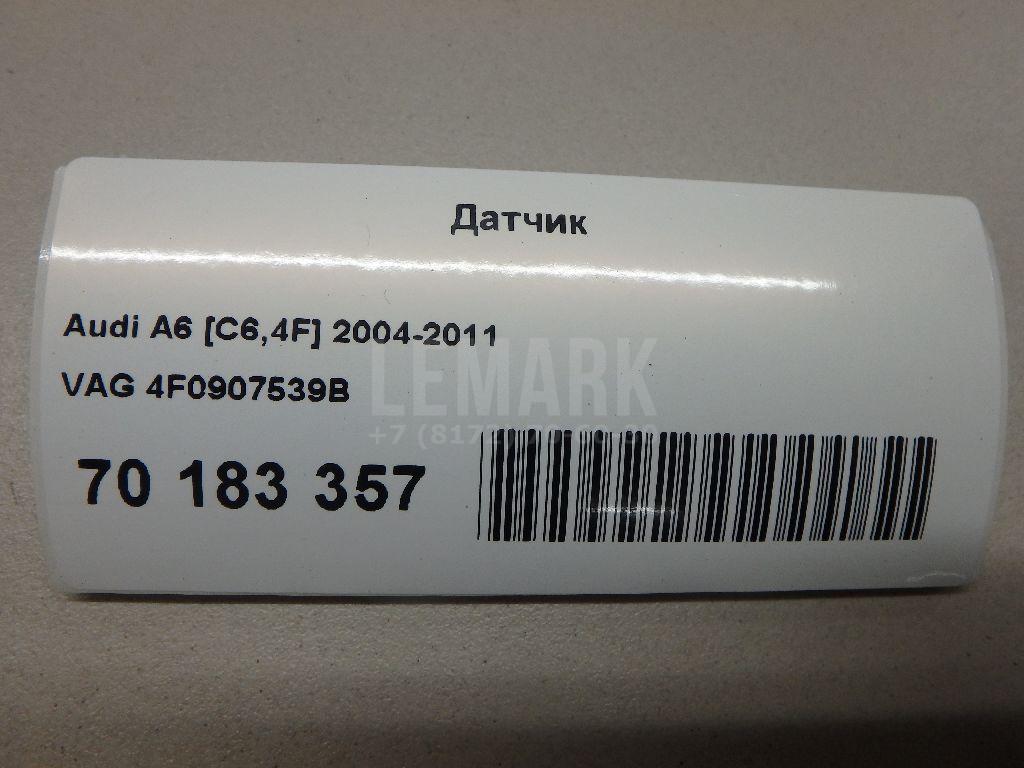 Датчик
Audi A6 [C6,4F] 2004-2011
LEMARK
VAG 4F0907539B
70 183 357